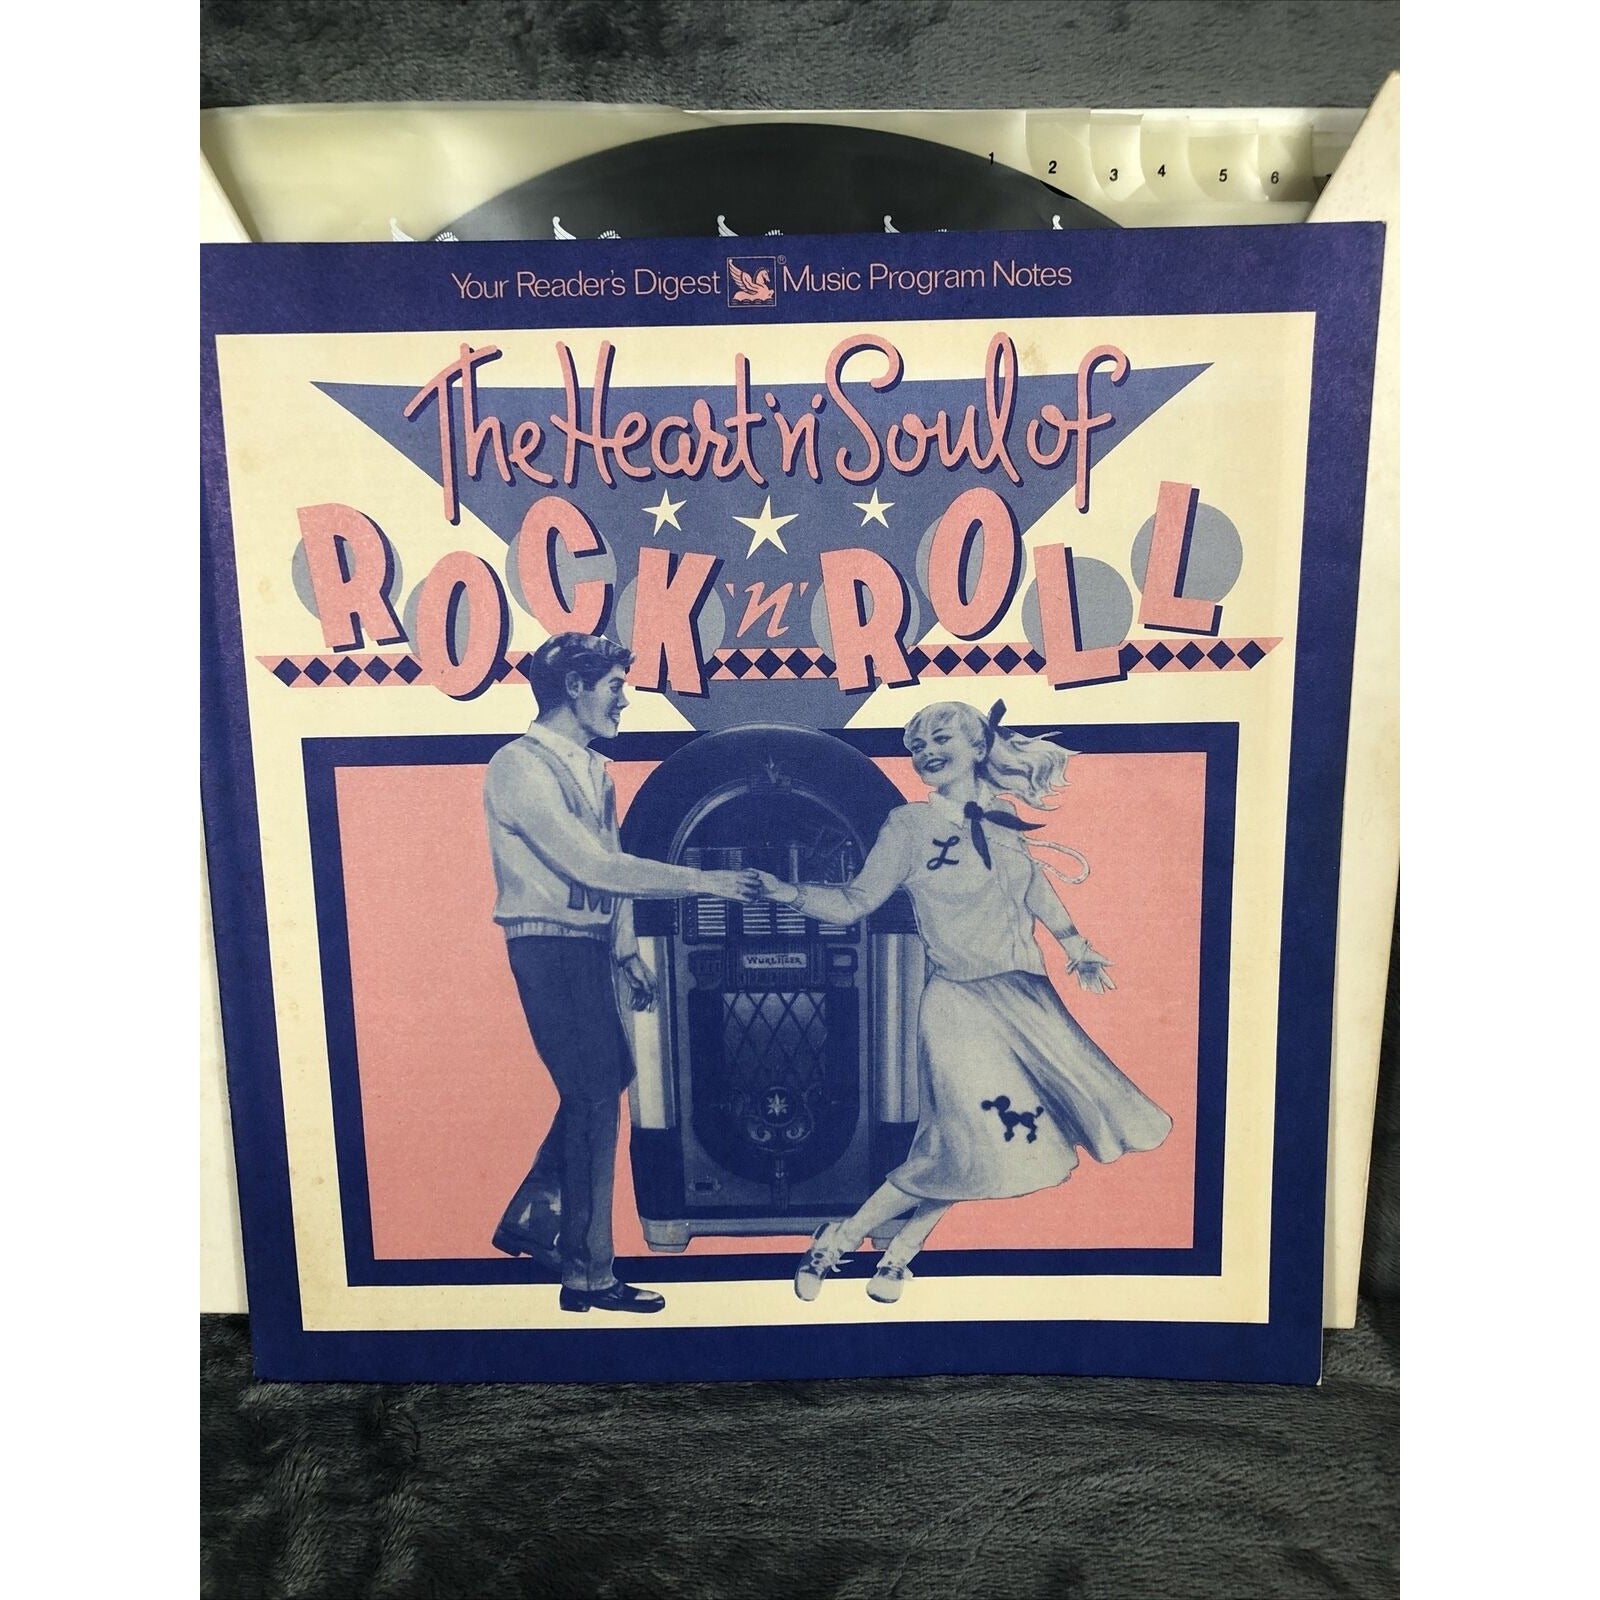 1 2 3 4 5 6
Your Reader's Digest ® Music Program Notes
The Heart 'n' Soul of
ROCK 'n' ROLL
L
M
WURLITZER